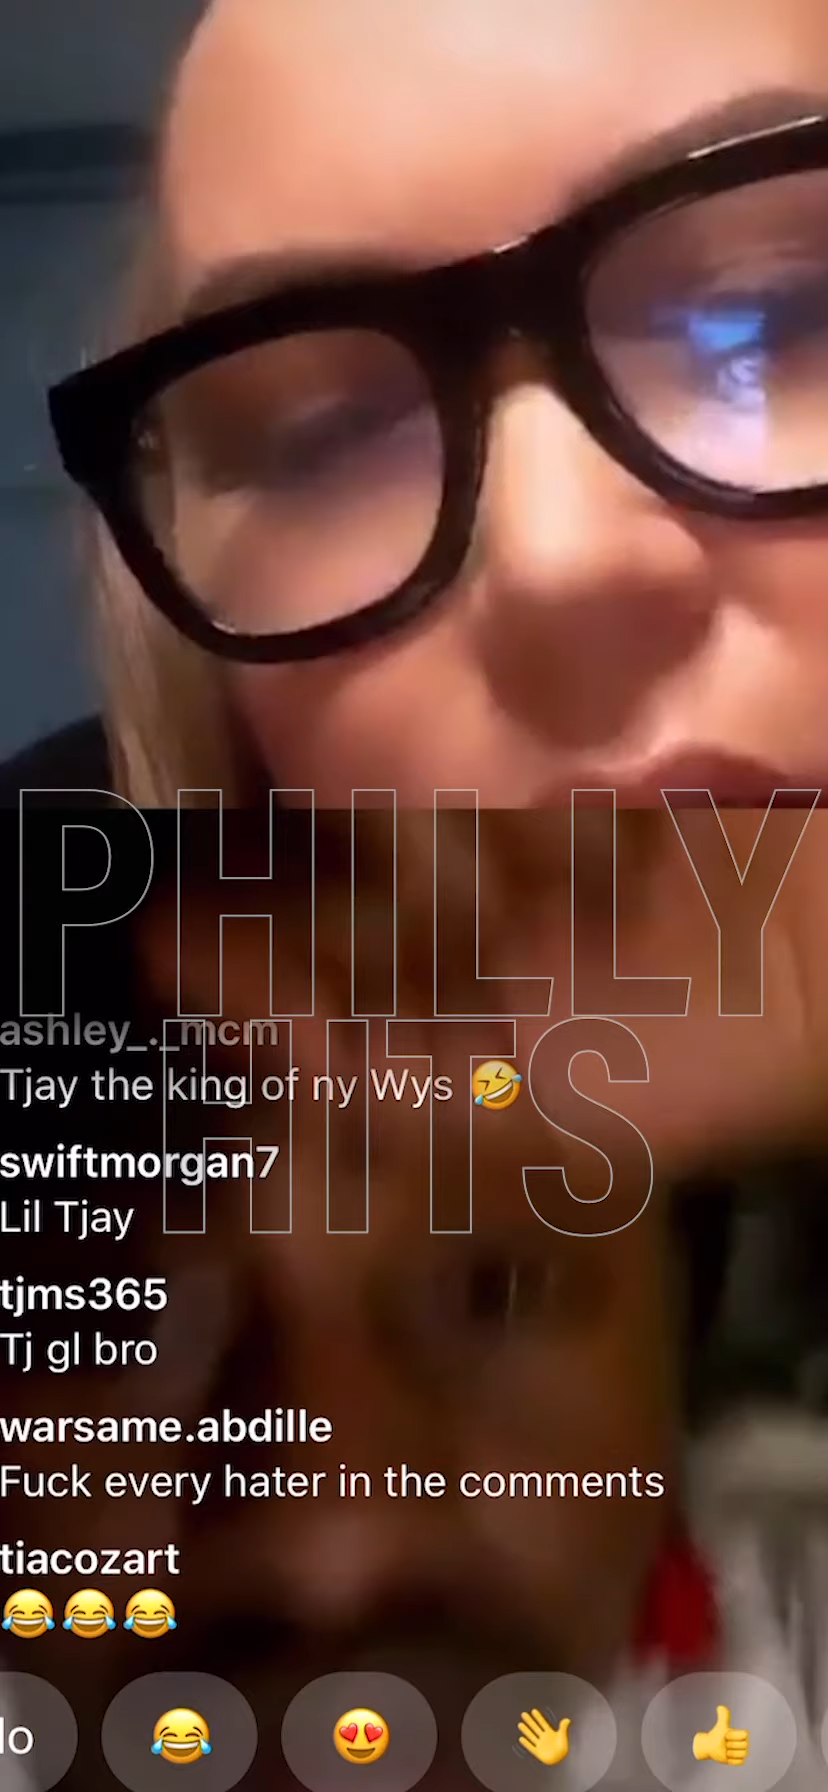 PHILLY
HITS
ashley_._mcm
Tjay the king of ny Wys 🤣
swiftmorgan7
Lil Tjay
tjms365
Tj gl bro
warsame.abdille
Fuck every hater in the comments
tiacozart
😂😂😂
lo